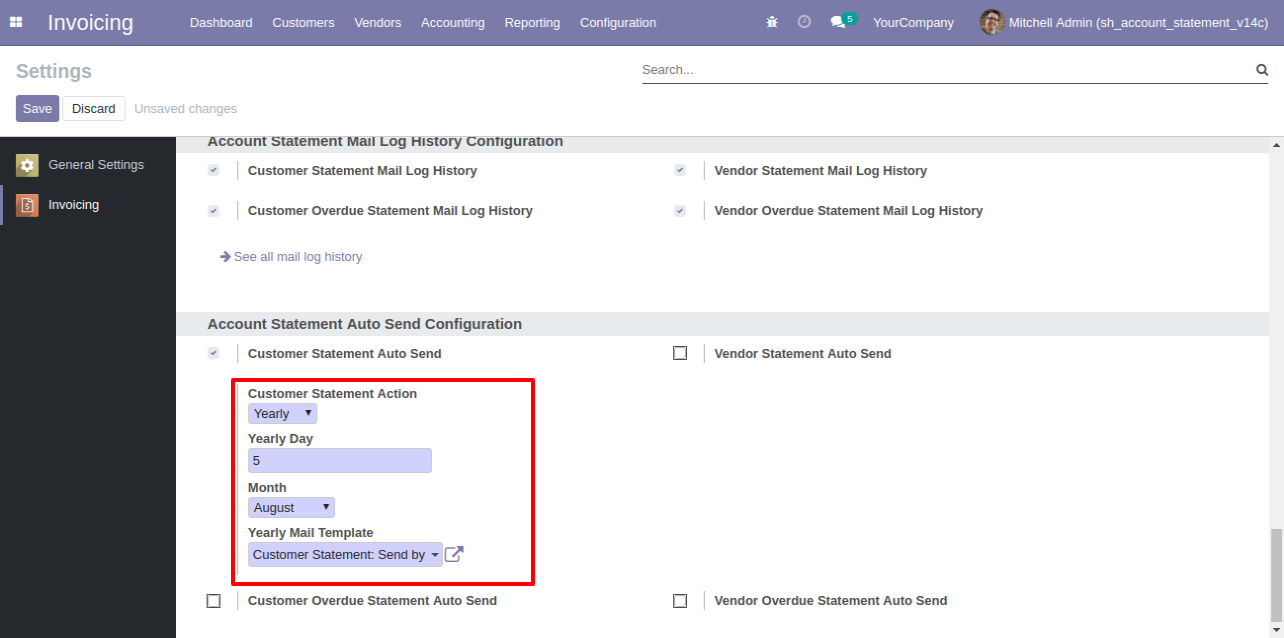 Invoicing Dashboard Customers Vendors Accounting Reporting Configuration 5 YourCompany Mitchell Admin (sh_account_statement_v14c)
Settings Search...
Save Discard Unsaved changes
General Settings
Invoicing
Account Statement Mail Log History Configuration
Customer Statement Mail Log History Vendor Statement Mail Log History
Customer Overdue Statement Mail Log History Vendor Overdue Statement Mail Log History
See all mail log history
Account Statement Auto Send Configuration
Customer Statement Auto Send Vendor Statement Auto Send
Customer Statement Action
Yearly
Yearly Day
5
Month
August
Yearly Mail Template
Customer Statement: Send by
Customer Overdue Statement Auto Send Vendor Overdue Statement Auto Send